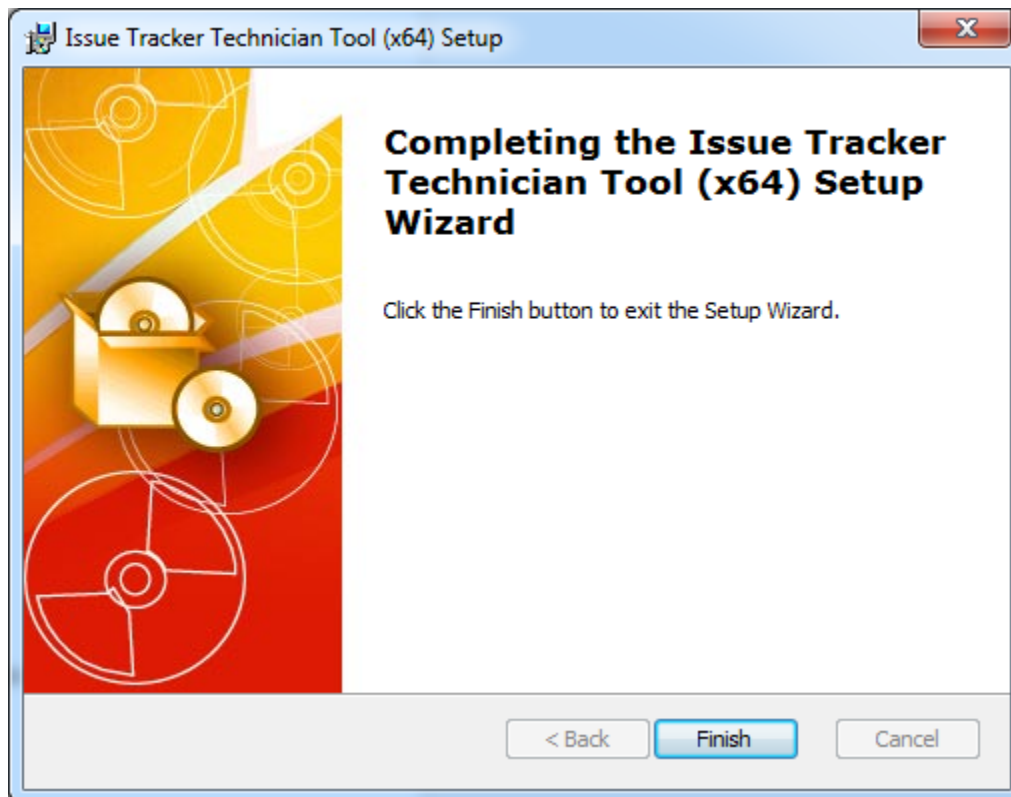 Issue Tracker Technician Tool (x64) Setup
Completing the Issue Tracker
Technician Tool (x64) Setup
Wizard
Click the Finish button to exit the Setup Wizard.
< Back
Finish
Cancel